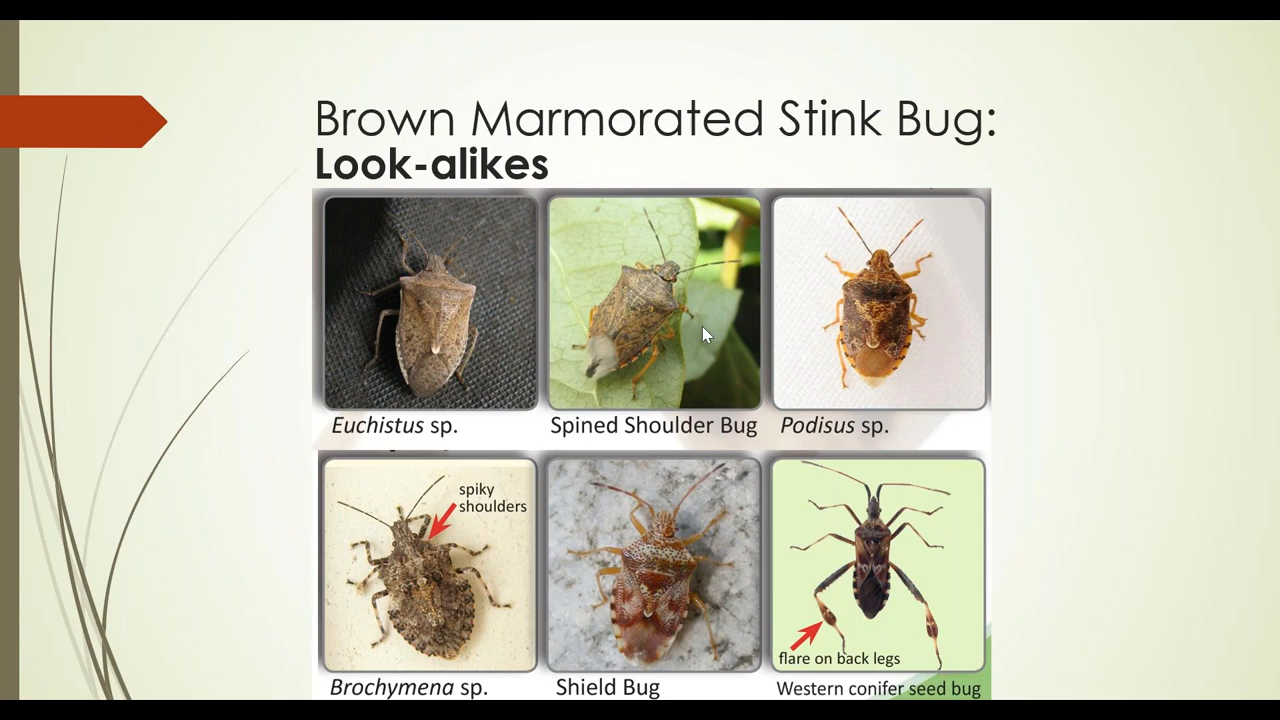 Brown Marmorated Stink Bug:
Look-alikes
Euchistus sp.
Spined Shoulder Bug
Podisus sp.
spiky
shoulders
flare on back legs
Brochymena sp.
Shield Bug
Western conifer seed bug